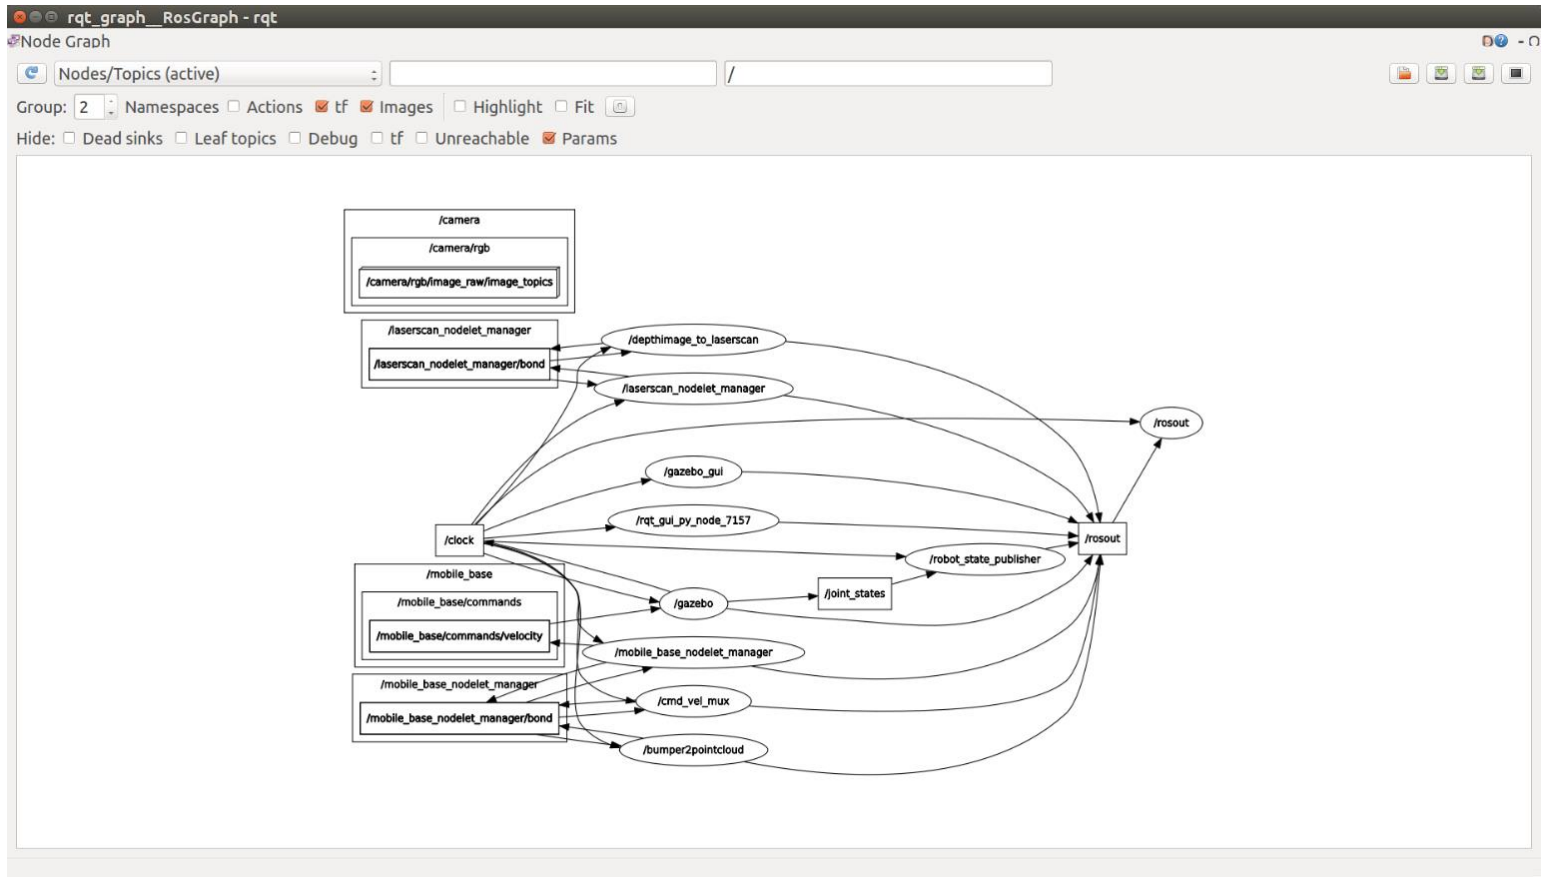 rqt_graph__RosGraph - rqt
Node Graph
Nodes/Topics (active)
/
Group: 2 Namespaces Actions tf Images Highlight Fit
Hide: Dead sinks Leaf topics Debug tf Unreachable Params
/camera
/camera/rgb
/camera/rgb/image_raw/image_topics
/laserscan_nodelet_manager
/laserscan_nodelet_manager/bond
/depthimage_to_laserscan
/laserscan_nodelet_manager
/rosout
/gazebo_gui
/rqt_gui_py_node_7157
/clock
/rosout
/robot_state_publisher
/mobile_base
/mobile_base/commands
/mobile_base/commands/velocity
/gazebo
/joint_states
/mobile_base_nodelet_manager
/mobile_base_nodelet_manager
/mobile_base_nodelet_manager/bond
/cmd_vel_mux
/bumper2pointcloud